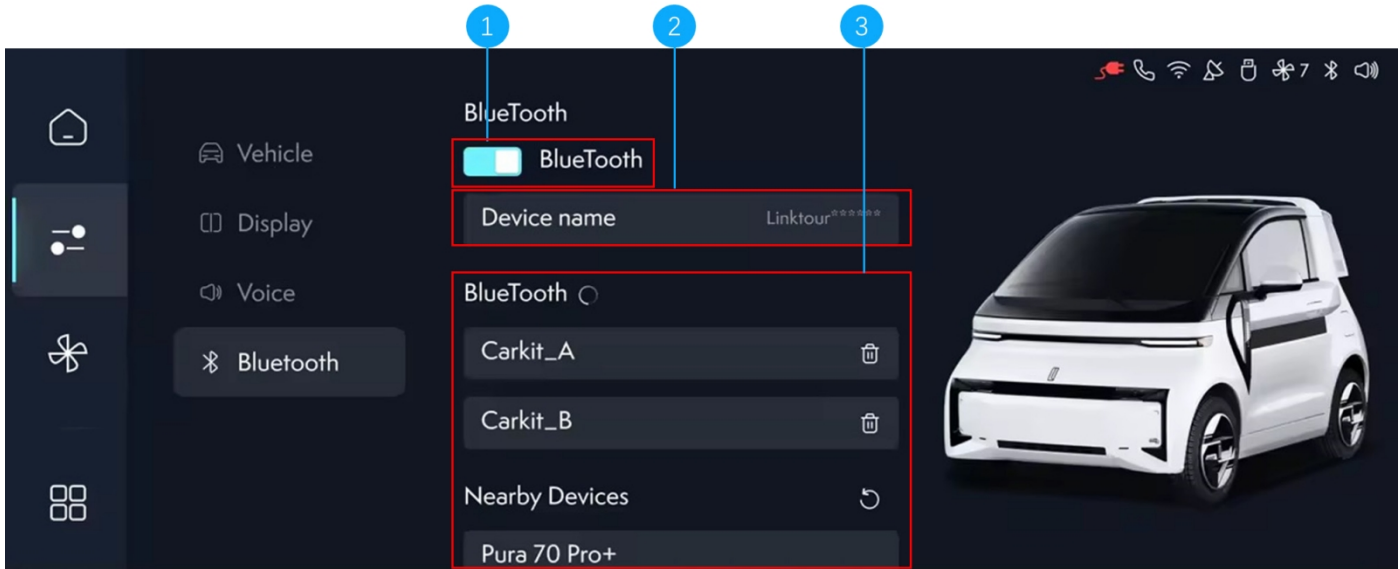 1 2 3
7
BlueTooth
BlueTooth
Device name Linktour******
Vehicle
Display
Voice
Bluetooth
BlueTooth
Carkit_A
Carkit_B
Nearby Devices
Pura 70 Pro+